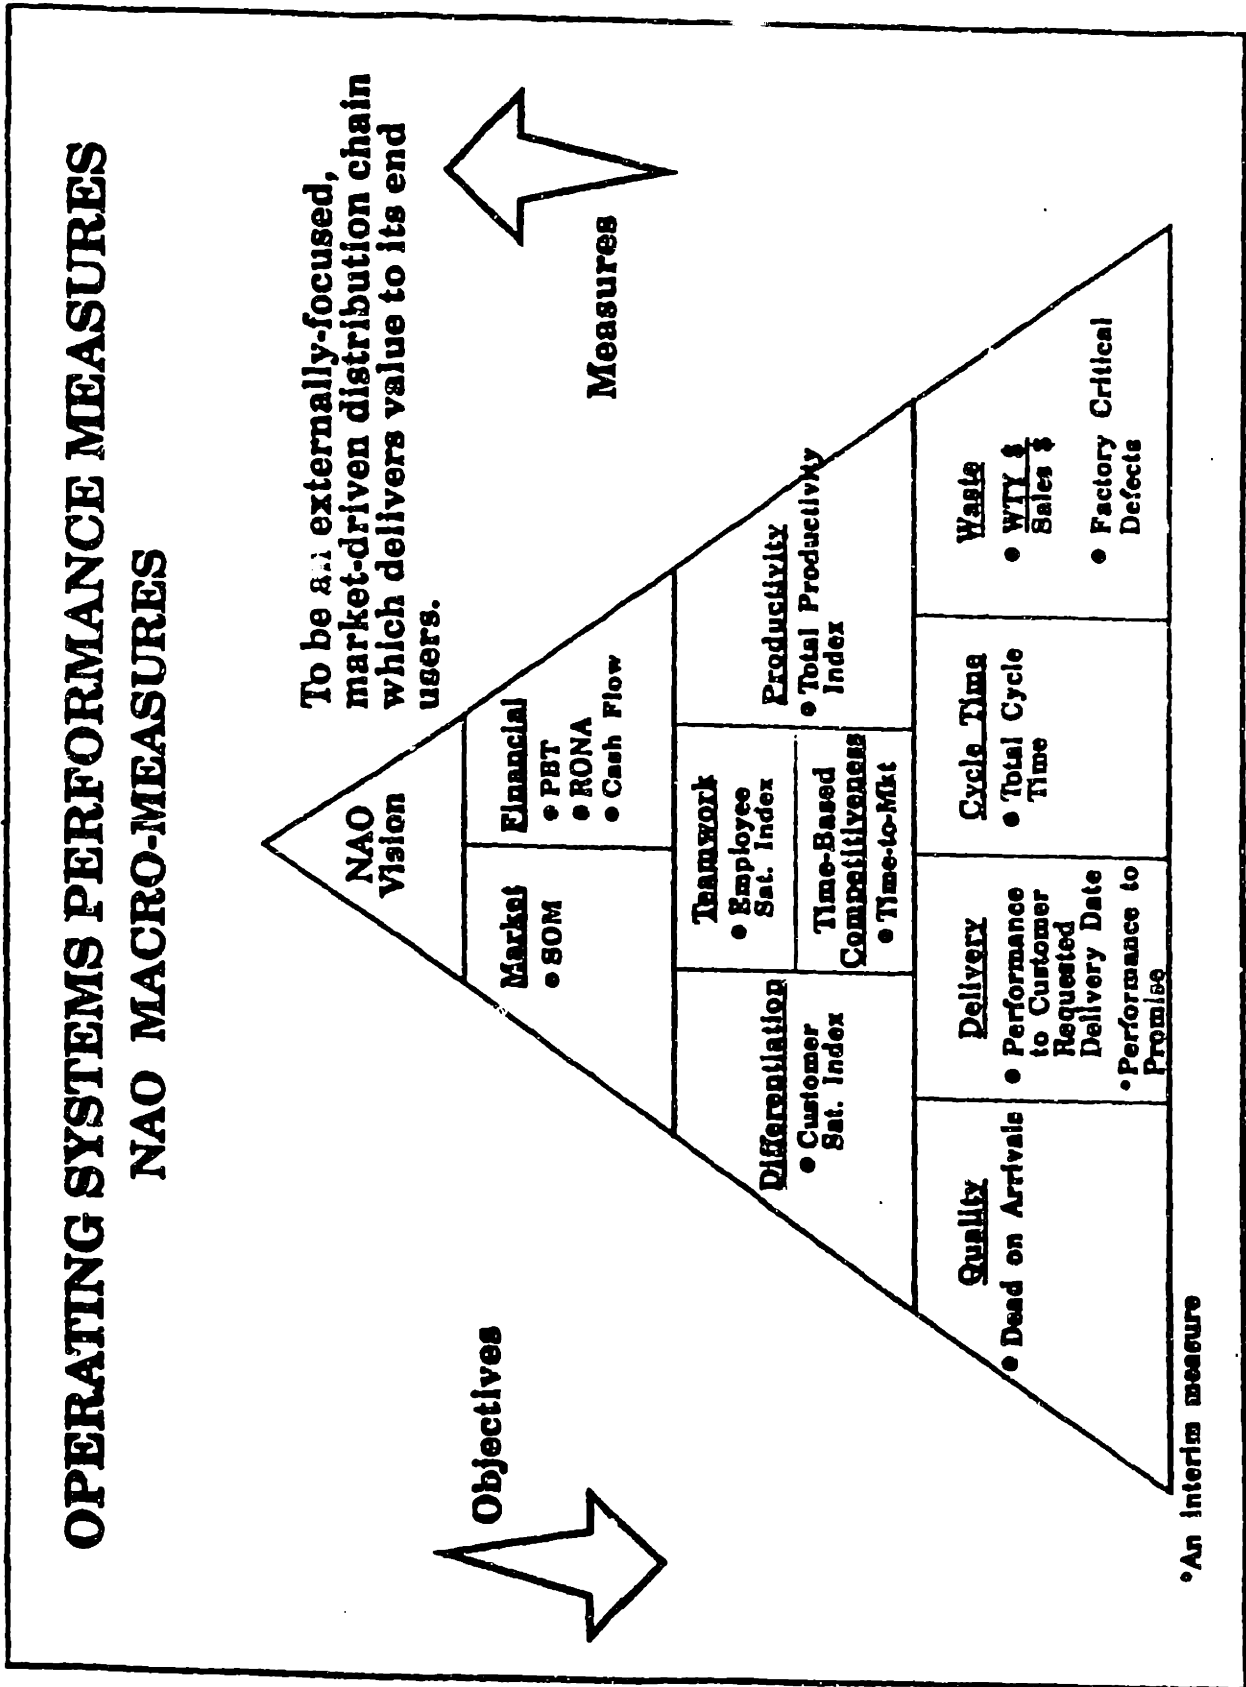 OPERATING SYSTEMS PERFORMANCE MEASURES
NAO MACRO-MEASURES
To be an externally-focused,
market-driven distribution chain
which delivers value to its end
users.
NAO
Vision
Objectives
Measures
Market
• SOM
Financial
• PBT
• RONA
• Cash Flow
Differentiation
• Customer
Sat. Index
Teamwork
• Employee
Sat. Index
Time-Based
Competitiveness
• Time-to-Mkt
Productivity
• Total Productivity
Index
Quality
• Dead on Arrivals
Delivery
• Performance
to Customer
Requested
Delivery Date
*Performance to
Promise
Cycle Time
• Total Cycle
Time
Waste
• WTY $
Sales $
• Factory Critical
Defects
*An interim measure